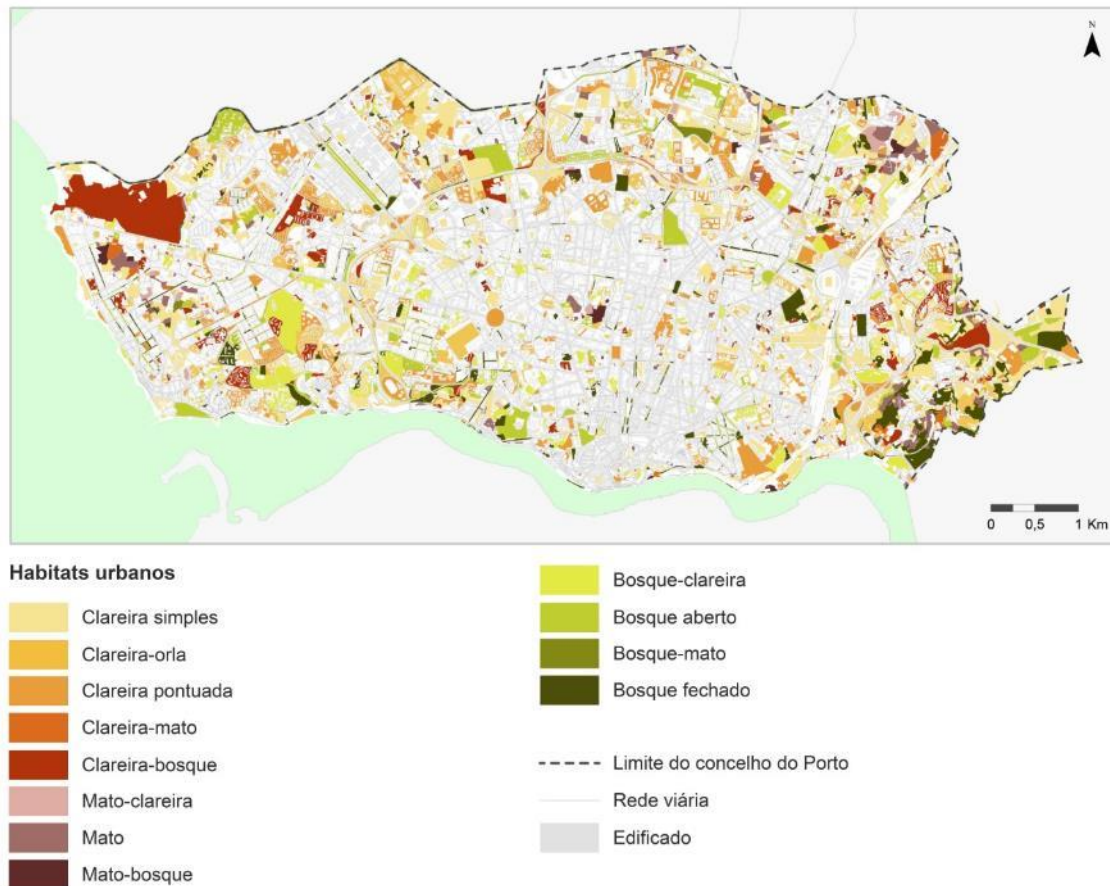 N
0 0,5 1 Km
Habitats urbanos
Clareira simples
Clareira-orla
Clareira pontuada
Clareira-mato
Clareira-bosque
Mato-clareira
Mato
Mato-bosque
Bosque-clareira
Bosque aberto
Bosque-mato
Bosque fechado
Limite do concelho do Porto
Rede viária
Edificado